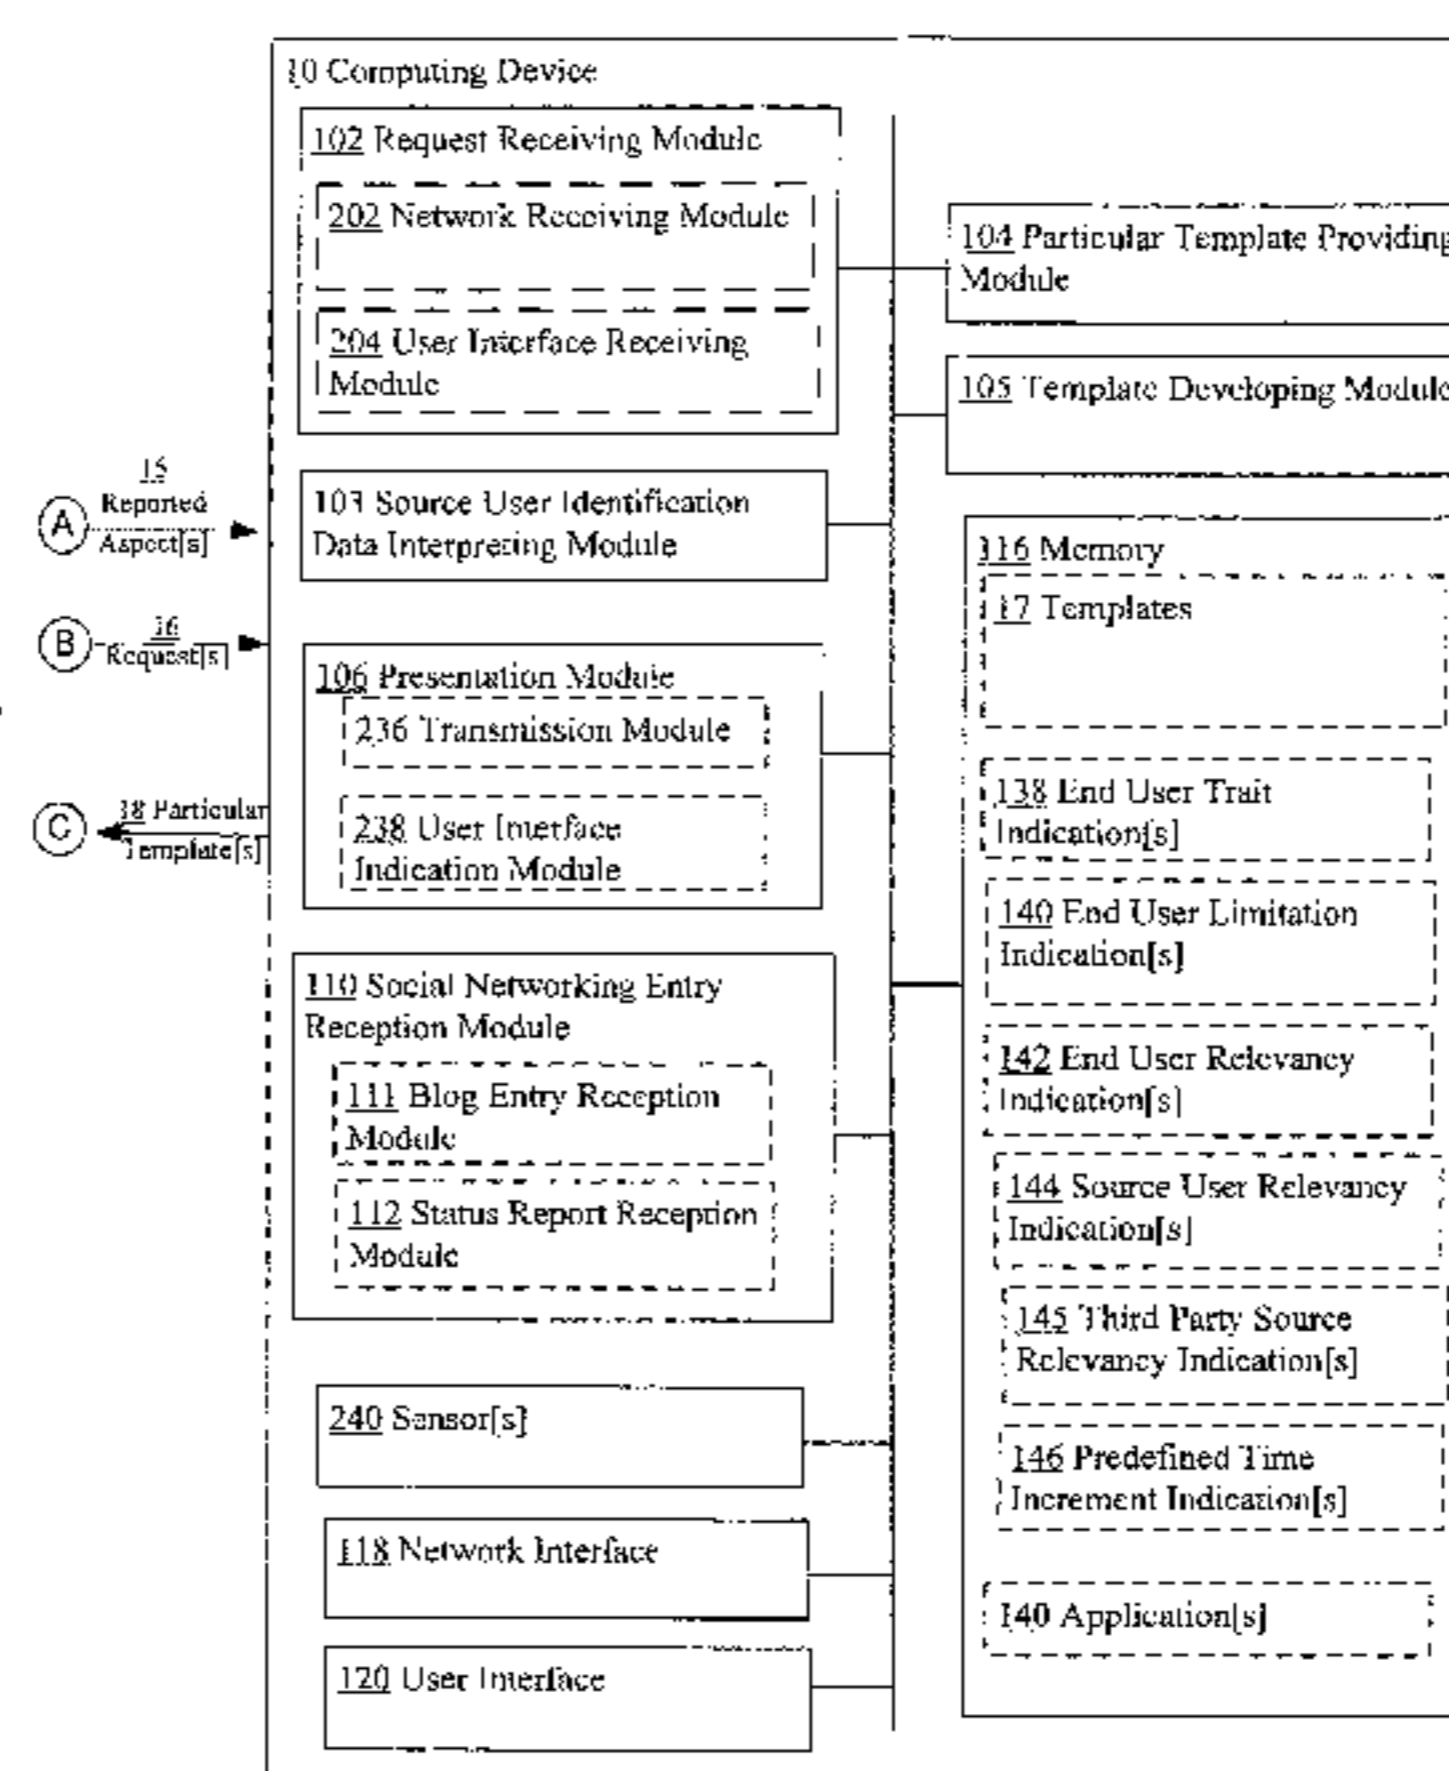 10 Computing Device
102 Request Receiving Module
202 Network Receiving Module
204 User Interface Receiving
Module
103 Source User Identification
Data Interpreting Module
106 Presentation Module
236 Transmission Module
238 User Interface
Indication Module
110 Social Networking Entry
Reception Module
111 Blog Entry Reception
Module
112 Status Report Reception
Module
240 Sensor[s]
118 Network Interface
120 User Interface
15
Reported
Aspect[s]
A
16
Request[s]
B
18 Particular
Template[s]
C
104 Particular Template Providing
Module
105 Template Developing Module
116 Memory
17 Templates
138 End User Trait
Indication[s]
140 End User Limitation
Indication[s]
142 End User Relevancy
Indication[s]
144 Source User Relevancy
Indication[s]
145 Third Party Source
Relevancy Indication[s]
146 Predefined Time
Increment Indication[s]
140 Application[s]